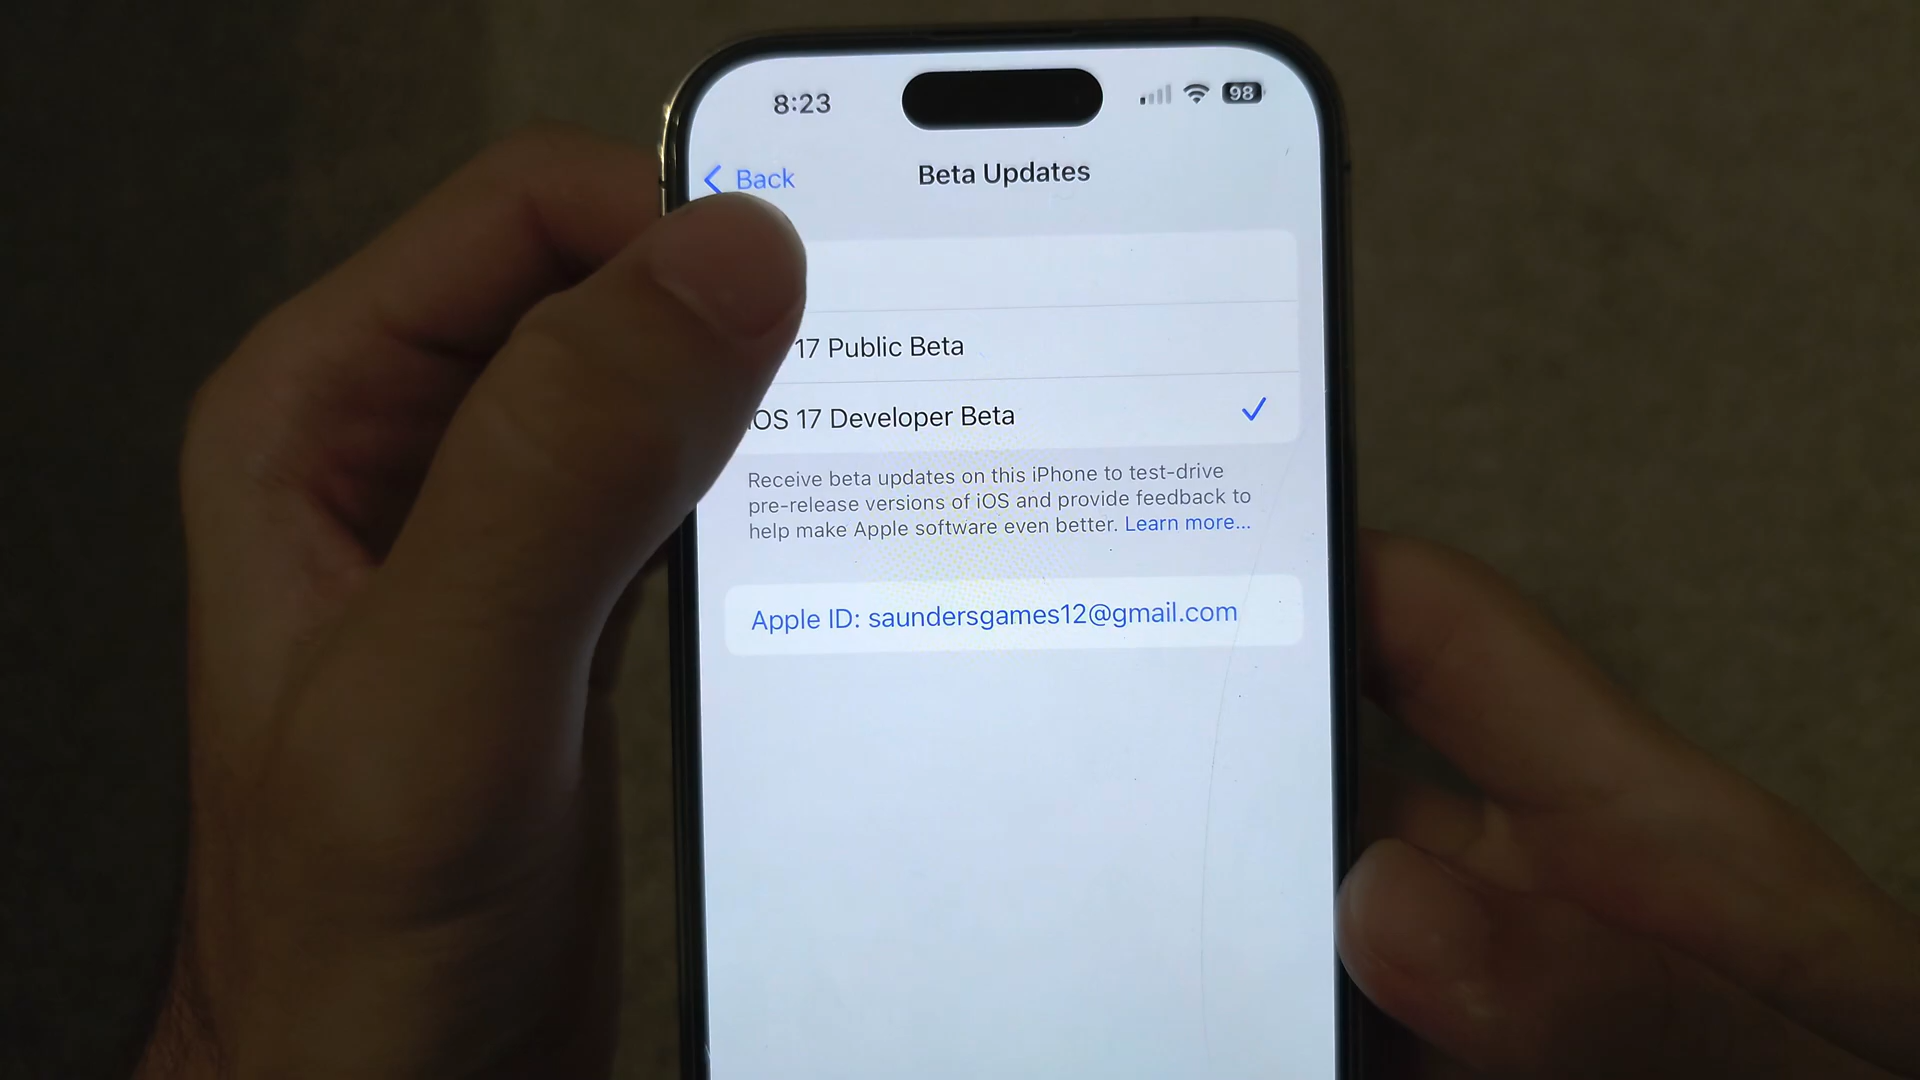 8:23
98
Back
Beta Updates
17 Public Beta
iOS 17 Developer Beta
Receive beta updates on this iPhone to test-drive
pre-release versions of iOS and provide feedback to
help make Apple software even better. Learn more...
Apple ID: saundersgames12@gmail.com